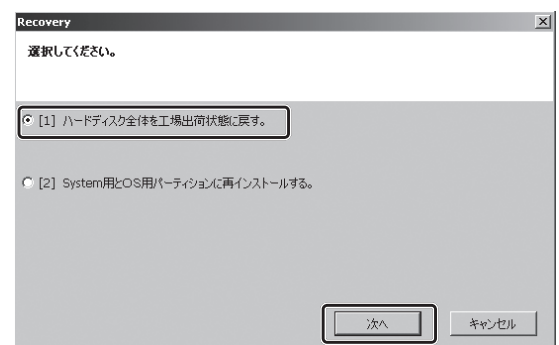 Recovery
選択してください。
[1] ハードディスク全体を工場出荷状態に戻す。
[2] System用とOS用パーティションに再インストールする。
次へ
キャンセル